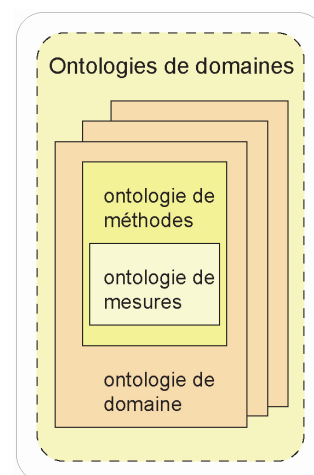 Ontologies de domaines
ontologie de
méthodes
ontologie de
mesures
ontologie de
domaine